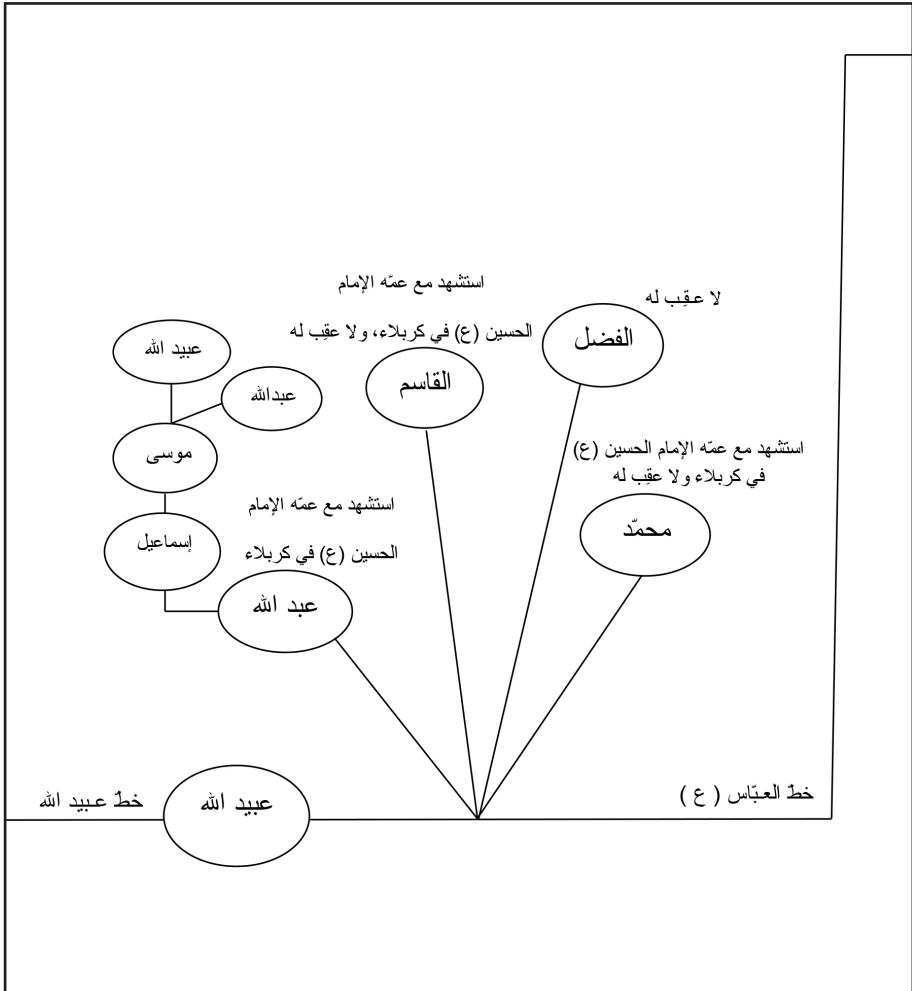 لا عقِب له
الفضل
استشهد مع عمّه الإمام
الحسين (ع) في كربلاء، ولا عقِب له
القاسم
استشهد مع عمّه الإمام الحسين (ع)
في كربلاء ولا عقِب له
محمّد
عبيد الله
عبدالله
موسى
إسماعيل
استشهد مع عمّه الإمام
الحسين (ع) في كربلاء
عبد الله
خطّ العبّاس ( ع )
عبيد الله
خطّ عبيد الله